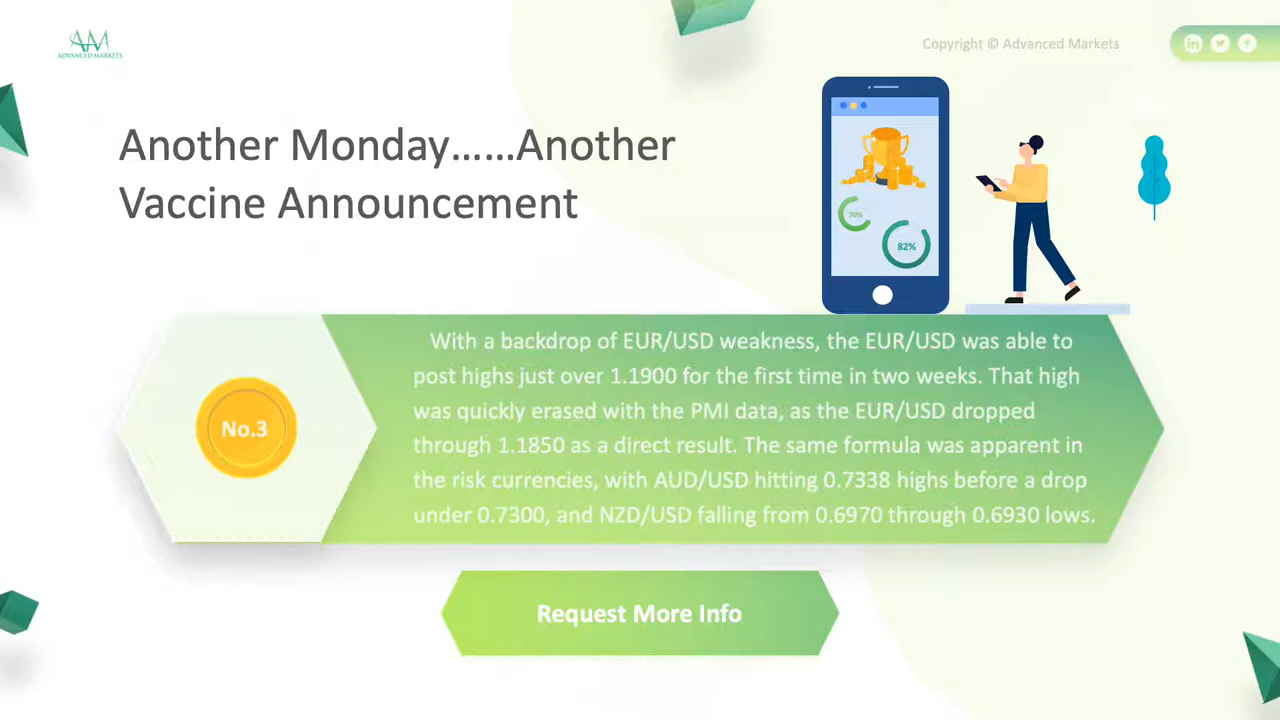 ADVANCED MARKETS
Copyright © Advanced Markets
Another Monday……Another
Vaccine Announcement
70%
82%
No.3
With a backdrop of EUR/USD weakness, the EUR/USD was able to
post highs just over 1.1900 for the first time in two weeks. That high
was quickly erased with the PMI data, as the EUR/USD dropped
through 1.1850 as a direct result. The same formula was apparent in
the risk currencies, with AUD/USD hitting 0.7338 highs before a drop
under 0.7300, and NZD/USD falling from 0.6970 through 0.6930 lows.
Request More Info